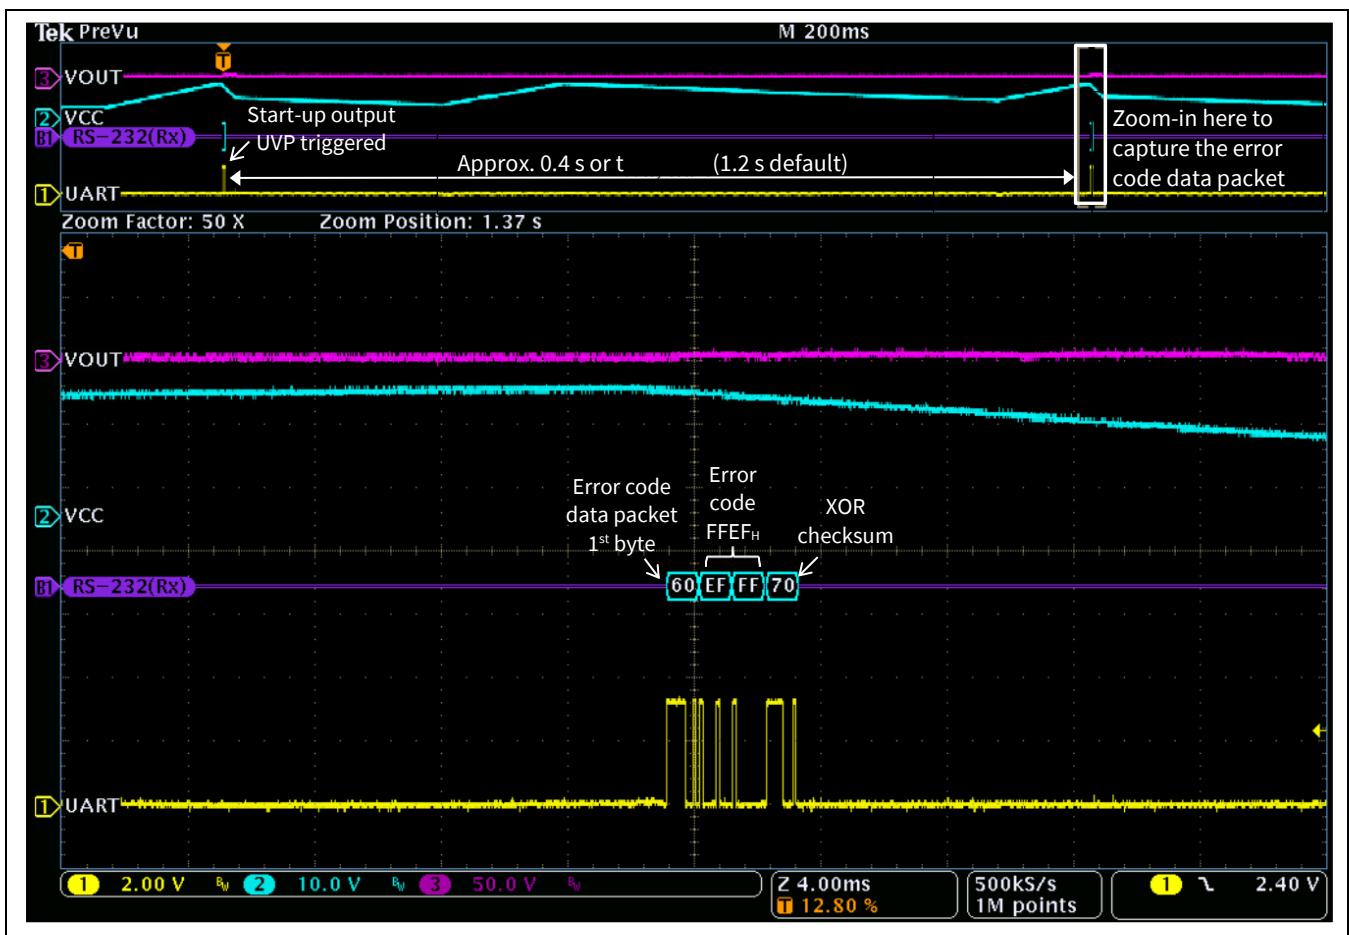 Tek PreVu
M 200ms
T
3 VOUT
2 VCC
B1 RS-232(Rx)
1 UART
Start-up output
UVP triggered
Approx. 0.4 s or t (1.2 s default)
Zoom-in here to
capture the error
code data packet
Zoom Factor: 50 X
Zoom Position: 1.37 s
T
3 VOUT
2 VCC
Error code
data packet
1st byte
Error
code
FFEFH
XOR
checksum
B1 RS-232(Rx)
60 EF FF 70
1 UART
1 2.00 V BW 2 10.0 V BW 3 50.0 V BW
Z 4.00ms
T 12.80 %
500kS/s
1M points
1 2.40 V